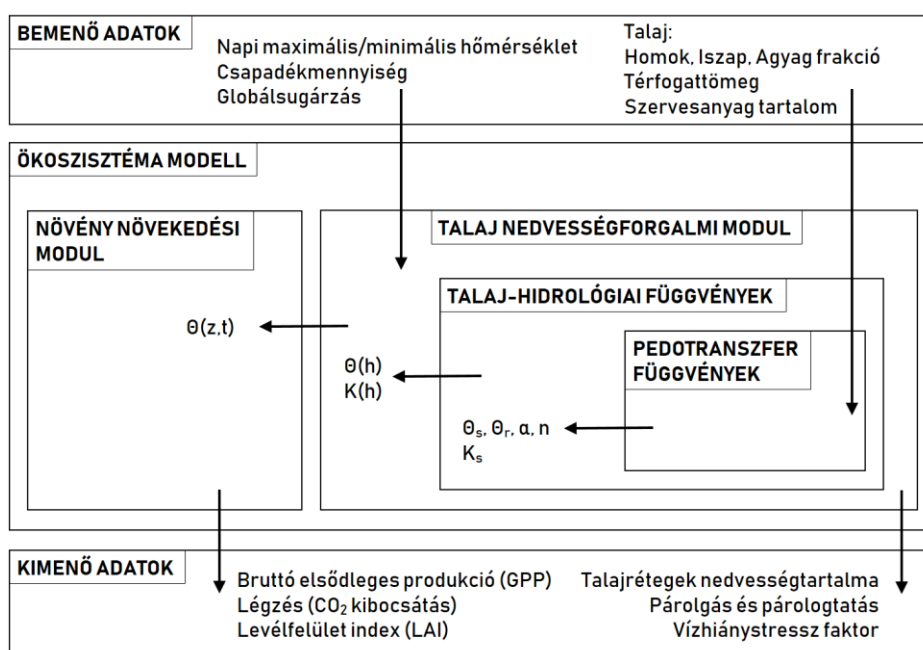 BEMENŐ ADATOK
Napi maximális/minimális hőmérséklet
Csapadékmennyiség
Globálsugárzás
Talaj:
Homok, Iszap, Agyag frakció
Térfogattömeg
Szervesanyag tartalom
ÖKOSZISZTÉMA MODELL
NÖVÉNY NÖVEKEDÉSI
MODUL
TALAJ NEDVESSÉGFORGALMI MODUL
TALAJ-HIDROLÓGIAI FÜGGVÉNYEK
PEDOTRANSZFER
FÜGGVÉNYEK
Θ(z,t)
Θ(h)
K(h)
Θₛ, Θᵣ, α, n
Kₛ
KIMENŐ ADATOK
Bruttó elsődleges produkció (GPP)
Légzés (CO₂ kibocsátás)
Levélfelület index (LAI)
Talajrétegek nedvességtartalma
Párolgás és párologtatás
Vízhiánystressz faktor